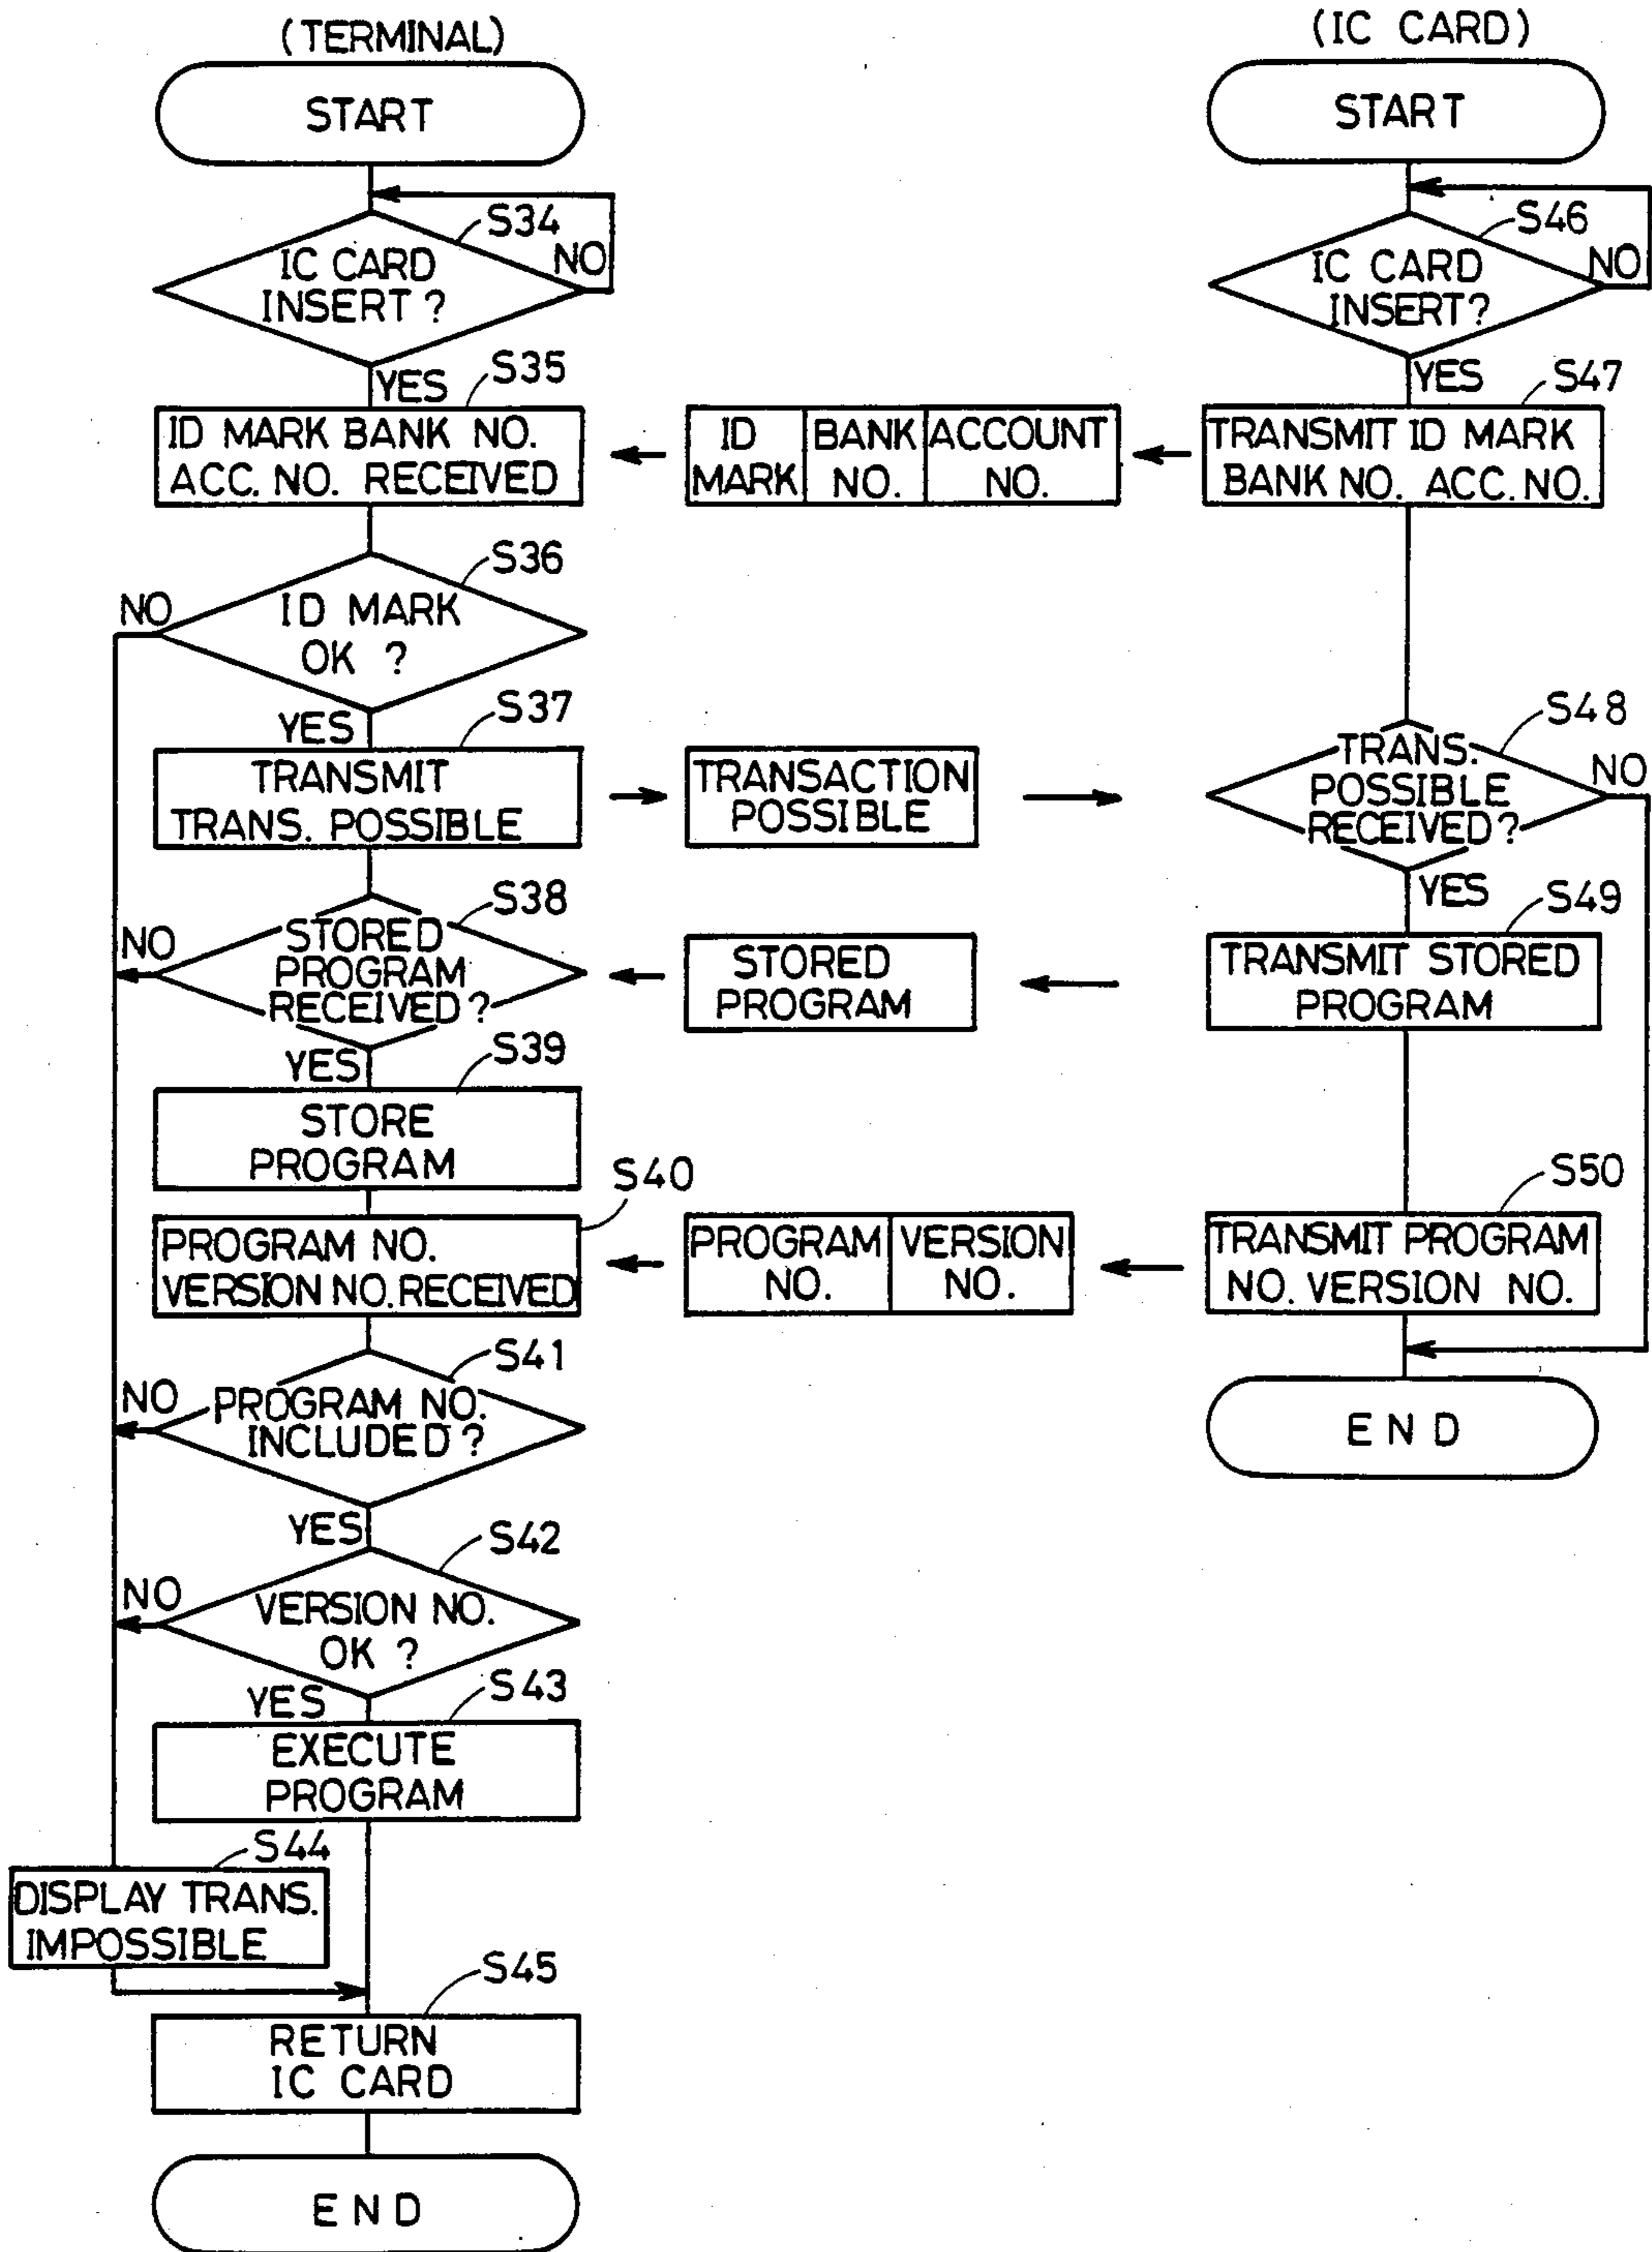 (TERMINAL)
START
S34
IC CARD
INSERT ?
NO
YES
S35
ID MARK BANK NO.
ACC. NO. RECEIVED
S36
ID MARK
OK ?
NO
YES
S37
TRANSMIT
TRANS. POSSIBLE
S38
STORED
PROGRAM
RECEIVED ?
NO
YES
S39
STORE
PROGRAM
S40
PROGRAM NO.
VERSION NO. RECEIVED
S41
PROGRAM NO.
INCLUDED ?
NO
YES
S42
VERSION NO.
OK ?
NO
YES
S43
EXECUTE
PROGRAM
S44
DISPLAY TRANS.
IMPOSSIBLE
S45
RETURN
IC CARD
END
ID
MARK
BANK
NO.
ACCOUNT
NO.
TRANSACTION
POSSIBLE
STORED
PROGRAM
PROGRAM
NO.
VERSION
NO.
(IC CARD)
START
S46
IC CARD
INSERT?
NO
YES
S47
TRANSMIT ID MARK
BANK NO. ACC. NO.
S48
TRANS.
POSSIBLE
RECEIVED?
NO
YES
S49
TRANSMIT STORED
PROGRAM
S50
TRANSMIT PROGRAM
NO. VERSION NO.
END